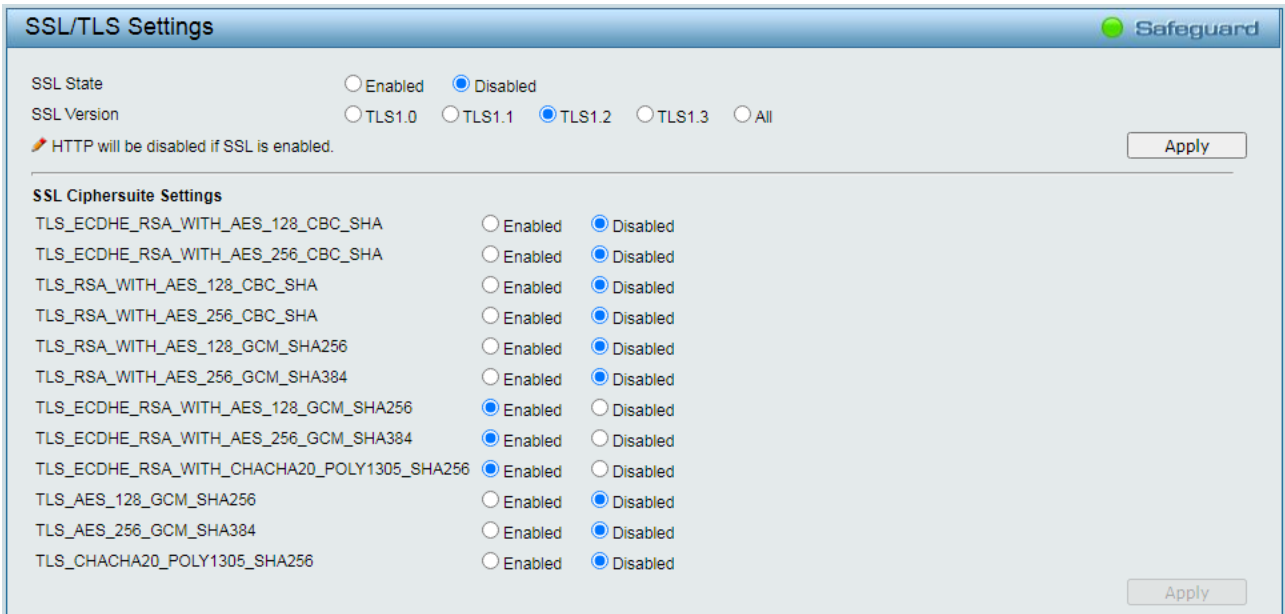 SSL/TLS Settings Safeguard
SSL State Enabled Disabled
SSL Version TLS1.0 TLS1.1 TLS1.2 TLS1.3 All
HTTP will be disabled if SSL is enabled. Apply
SSL Ciphersuite Settings
TLS_ECDHE_RSA_WITH_AES_128_CBC_SHA Enabled Disabled
TLS_ECDHE_RSA_WITH_AES_256_CBC_SHA Enabled Disabled
TLS_RSA_WITH_AES_128_CBC_SHA Enabled Disabled
TLS_RSA_WITH_AES_256_CBC_SHA Enabled Disabled
TLS_RSA_WITH_AES_128_GCM_SHA256 Enabled Disabled
TLS_RSA_WITH_AES_256_GCM_SHA384 Enabled Disabled
TLS_ECDHE_RSA_WITH_AES_128_GCM_SHA256 Enabled Disabled
TLS_ECDHE_RSA_WITH_AES_256_GCM_SHA384 Enabled Disabled
TLS_ECDHE_RSA_WITH_CHACHA20_POLY1305_SHA256 Enabled Disabled
TLS_AES_128_GCM_SHA256 Enabled Disabled
TLS_AES_256_GCM_SHA384 Enabled Disabled
TLS_CHACHA20_POLY1305_SHA256 Enabled Disabled
Apply